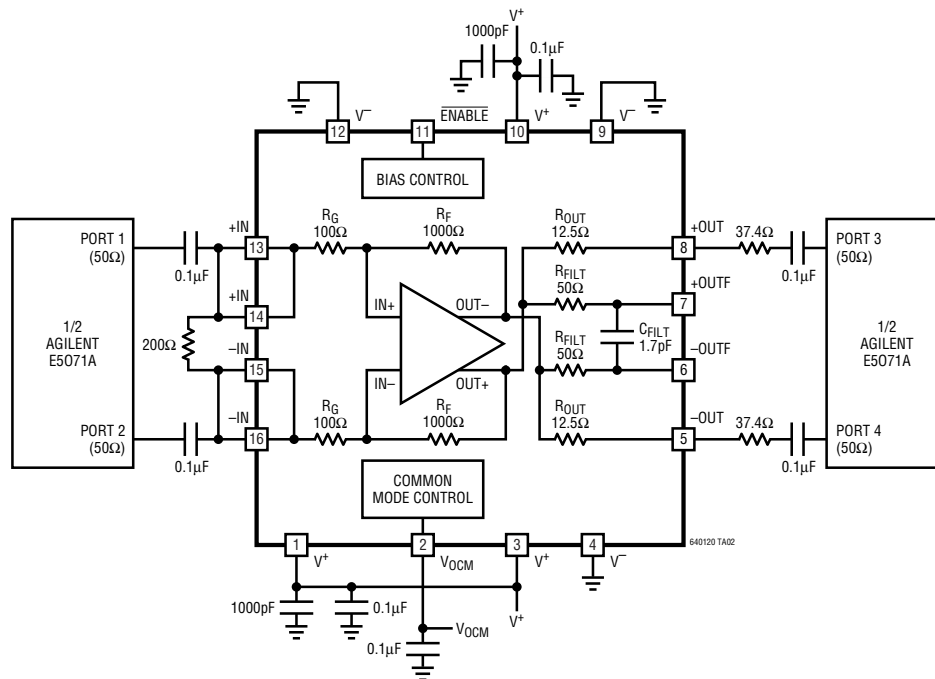 V+
1000pF
0.1µF
V−
ENABLE
V+
V−
12
11
10
9
BIAS CONTROL
1/2
AGILENT
E5O71A
PORT 1
(50Ω)
0.1µF
+IN
13
RG
100Ω
RF
1000Ω
ROUT
12.5Ω
+OUT
8
37.4Ω
0.1µF
PORT 3
(50Ω)
+IN
14
IN+
OUT−
RFILT
50Ω
+OUTF
7
CFILT
1.7pF
200Ω
−IN
15
IN−
OUT+
RFILT
50Ω
−OUTF
6
1/2
AGILENT
E5O71A
PORT 2
(50Ω)
0.1µF
−IN
16
RG
100Ω
RF
1000Ω
ROUT
12.5Ω
−OUT
5
37.4Ω
0.1µF
PORT 4
(50Ω)
COMMON
MODE CONTROL
640120 TA02
1
2
3
4
V+
VOCM
V+
V−
1000pF
0.1µF
V+
VOCM
0.1µF